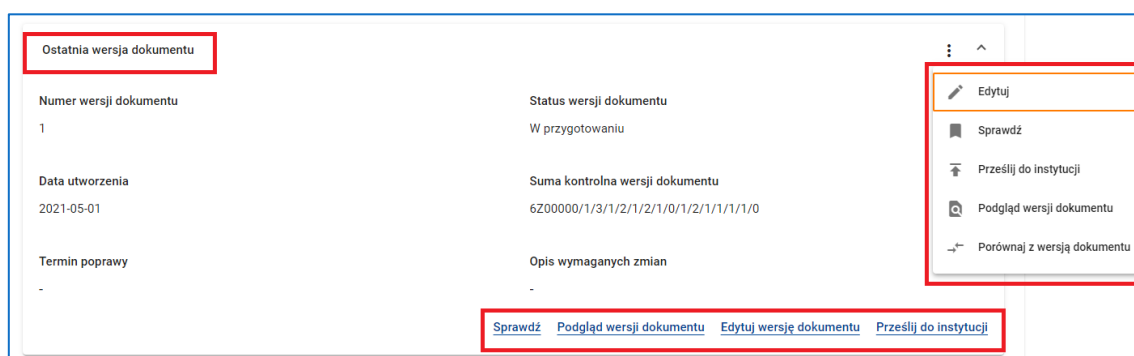 Ostatnia wersja dokumentu
Numer wersji dokumentu
1
Status wersji dokumentu
W przygotowaniu
Data utworzenia
2021-05-01
Suma kontrolna wersji dokumentu
6Z00000/1/3/1/2/1/2/1/0/1/2/1/1/1/1/0
Termin poprawy
-
Opis wymaganych zmian
-
Sprawdź Podgląd wersji dokumentu Edytuj wersję dokumentu Prześlij do instytucji
Edytuj
Sprawdź
Prześlij do instytucji
Podgląd wersji dokumentu
Porównaj z wersją dokumentu